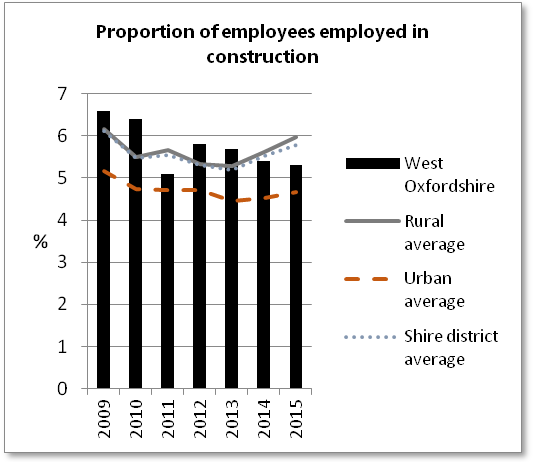 Proportion of employees employed in
construction
7
6
5
4
3
2
1
0
%
2009
2010
2011
2012
2013
2014
2015
West
Oxfordshire
Rural
average
Urban
average
Shire district
average